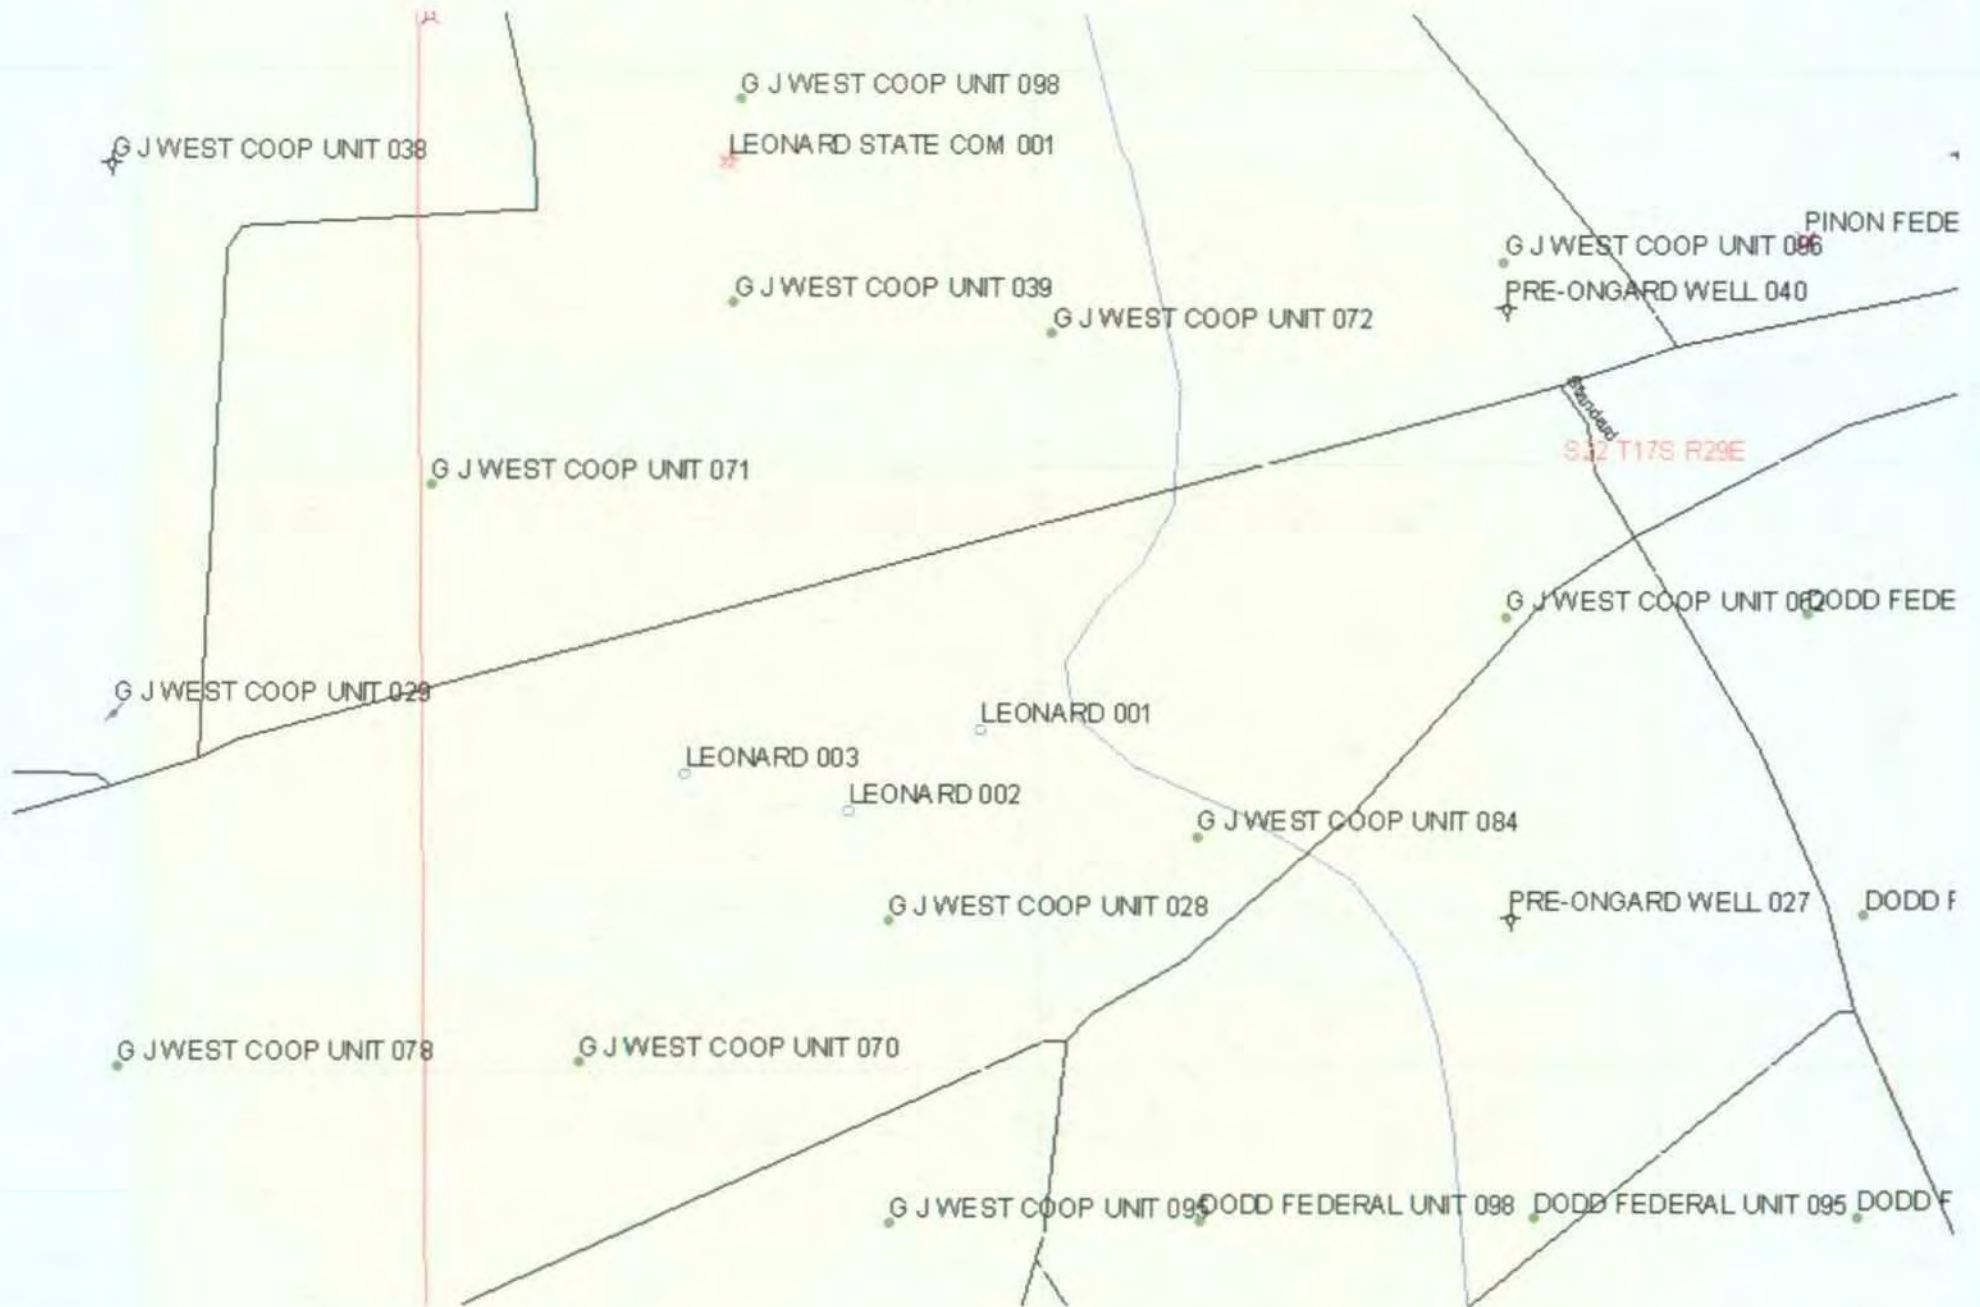 G J WEST COOP UNIT 098
G J WEST COOP UNIT 038
LEONARD STATE COM 001
PINON FEDE
G J WEST COOP UNIT 096
G J WEST COOP UNIT 039
PRE-ONGARD WELL 040
G J WEST COOP UNIT 072
Standard
S22 T17S R29E
G J WEST COOP UNIT 071
G J WEST COOP UNIT 062
DODD FEDE
G J WEST COOP UNIT 029
LEONARD 001
LEONARD 003
LEONARD 002
G J WEST COOP UNIT 084
G J WEST COOP UNIT 028
PRE-ONGARD WELL 027
DODD F
G J WEST COOP UNIT 078
G J WEST COOP UNIT 070
G J WEST COOP UNIT 095
DODD FEDERAL UNIT 098
DODD FEDERAL UNIT 095
DODD F